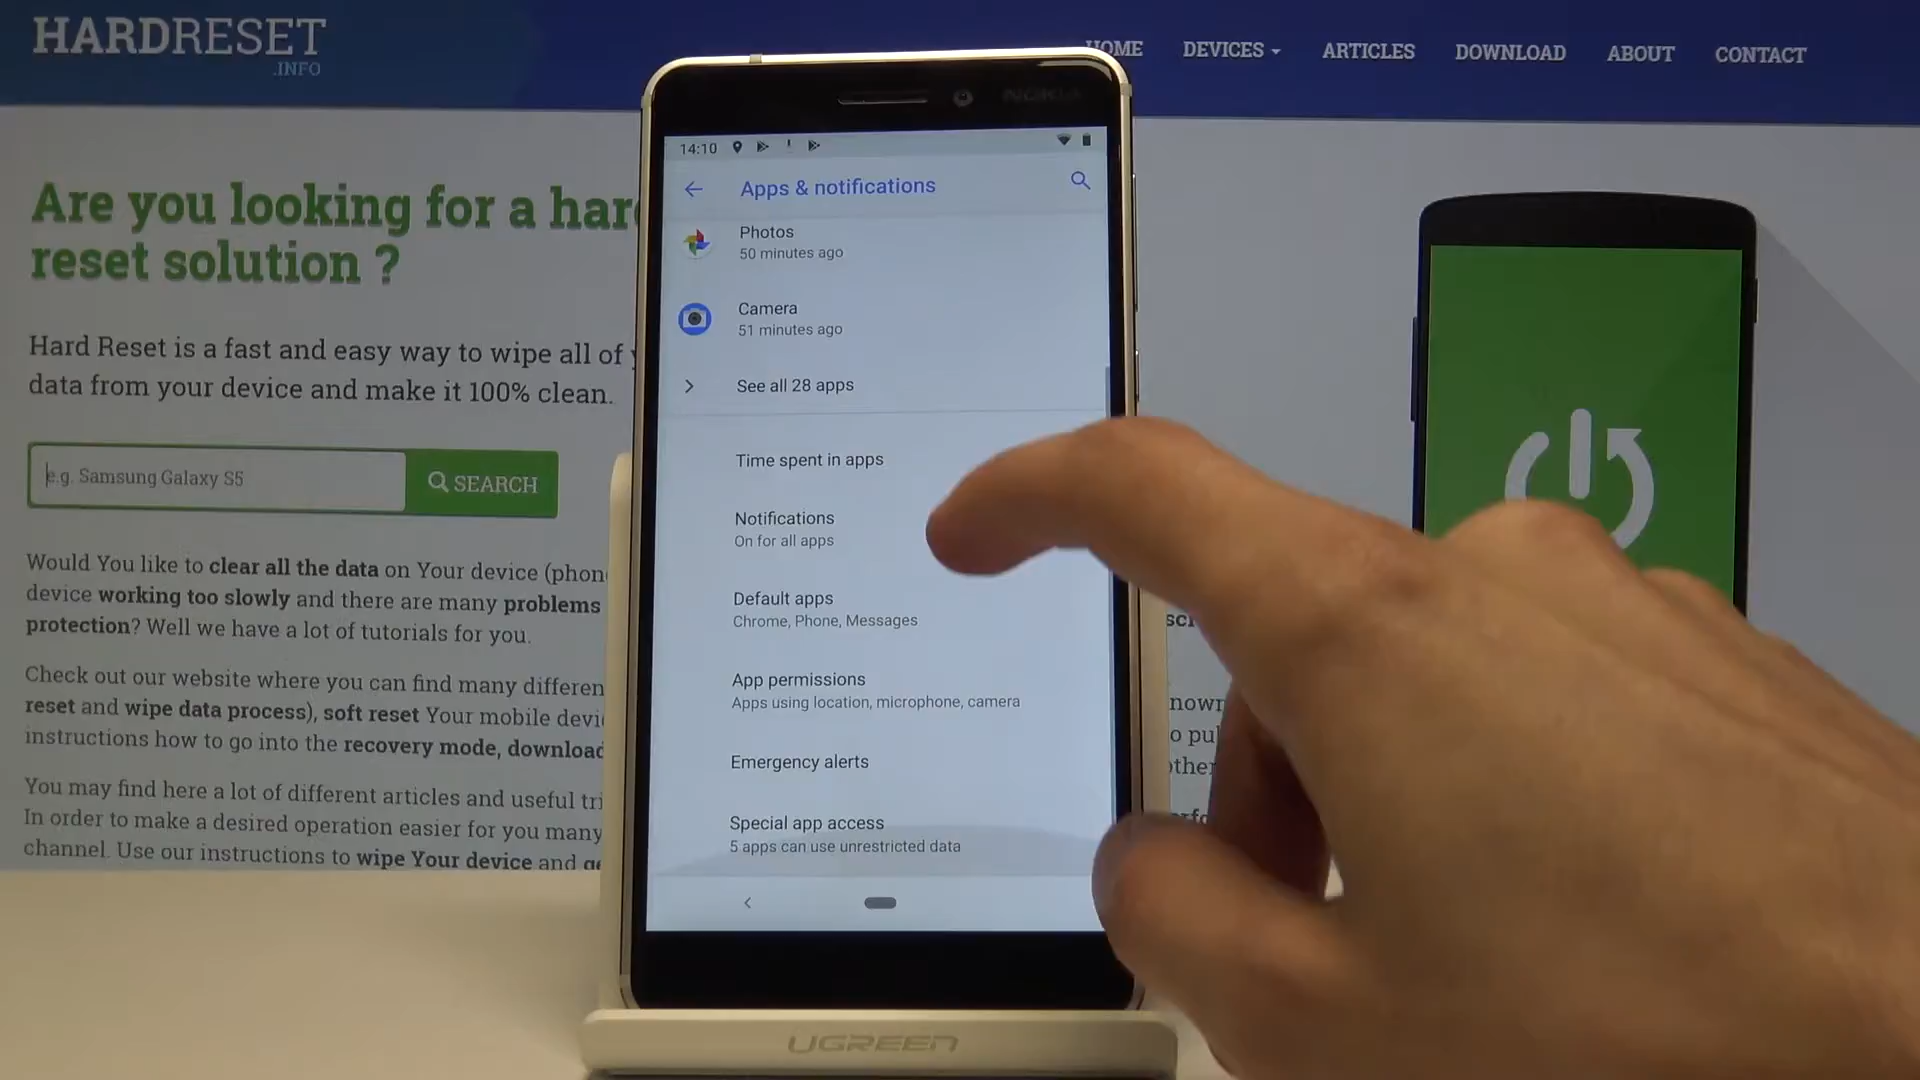 HARDRESET
.INFO
HOME
DEVICES
ARTICLES
DOWNLOAD
ABOUT
CONTACT
Are you looking for a hard
reset solution ?
Hard Reset is a fast and easy way to wipe all of
data from your device and make it 100% clean.
e.g. Samsung Galaxy S5
SEARCH
Would You like to clear all the data on Your device (phone
device working too slowly and there are many problems
protection? Well we have a lot of tutorials for you.
Check out our website where you can find many different
reset and wipe data process), soft reset Your mobile devi
instructions how to go into the recovery mode, download
You may find here a lot of different articles and useful tri
In order to make a desired operation easier for you many
channel. Use our instructions to wipe Your device and ge
NOKIA
14:10
Apps & notifications
Photos
50 minutes ago
Camera
51 minutes ago
See all 28 apps
Time spent in apps
Notifications
On for all apps
Default apps
Chrome, Phone, Messages
App permissions
Apps using location, microphone, camera
Emergency alerts
Special app access
5 apps can use unrestricted data
UGREEN